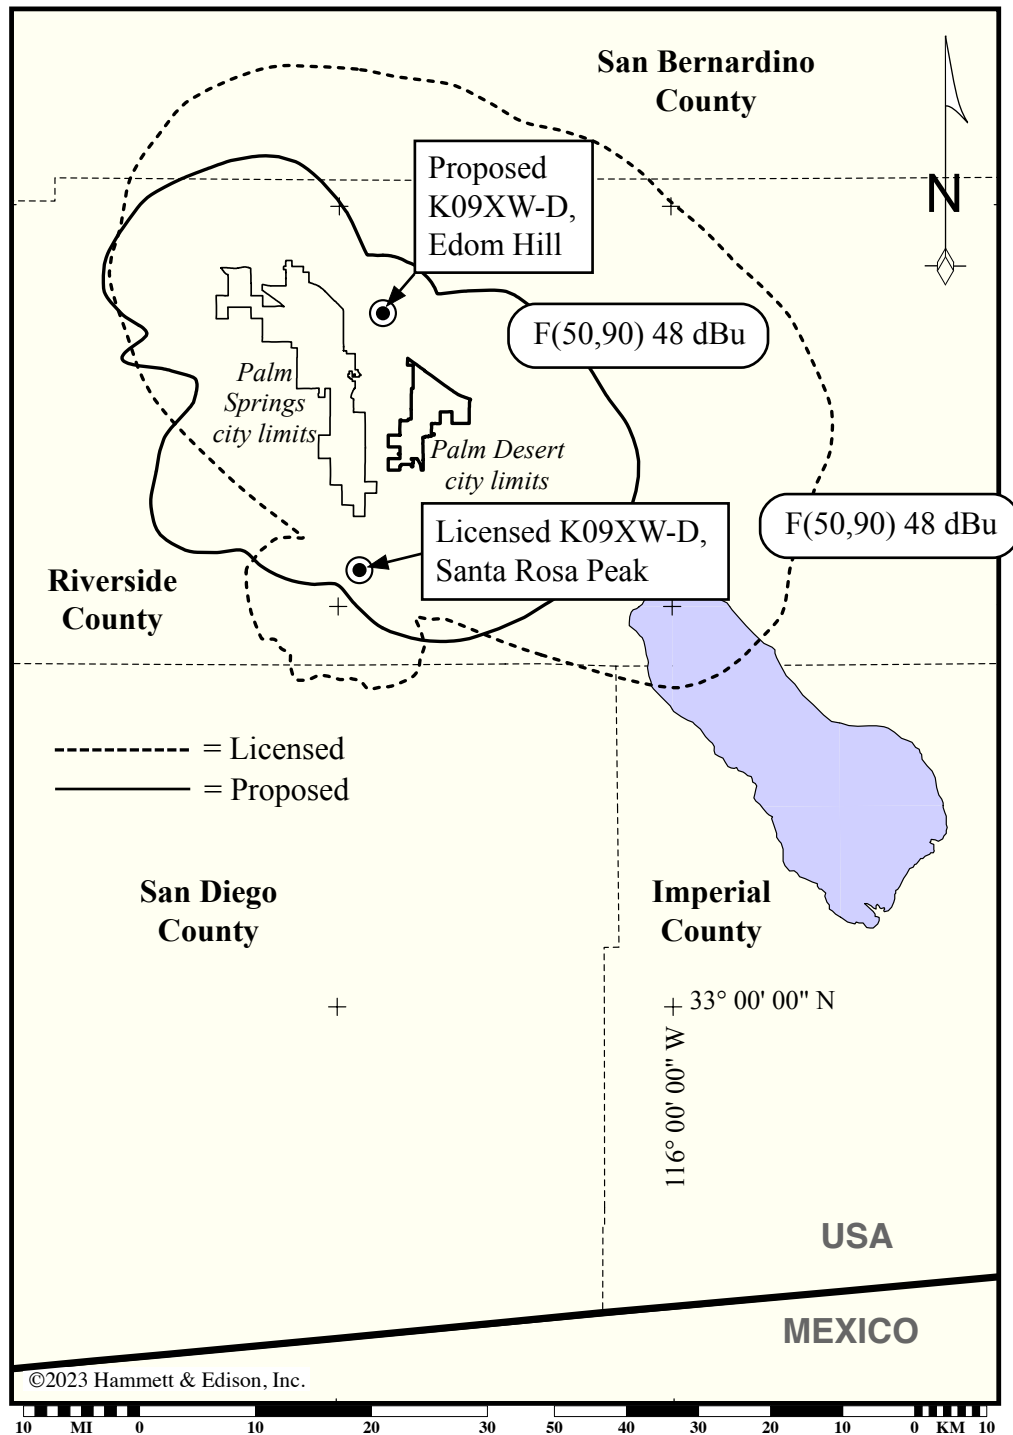 San Bernardino
County
Proposed
K09XW-D,
Edom Hill
N
F(50,90) 48 dBu
Palm
Springs
city limits
Palm Desert
city limits
F(50,90) 48 dBu
Licensed K09XW-D,
Santa Rosa Peak
Riverside
County
= Licensed
= Proposed
San Diego
County
Imperial
County
33° 00' 00" N
116° 00' 00" W
USA
MEXICO
©2023 Hammett & Edison, Inc.
10 MI 0 10 20 30 50 40 30 20 10 0 KM 10